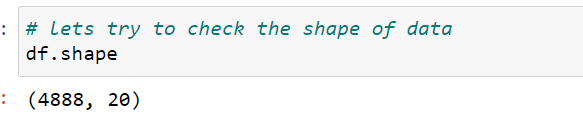 : # lets try to check the shape of data
df.shape
: (4888, 20)